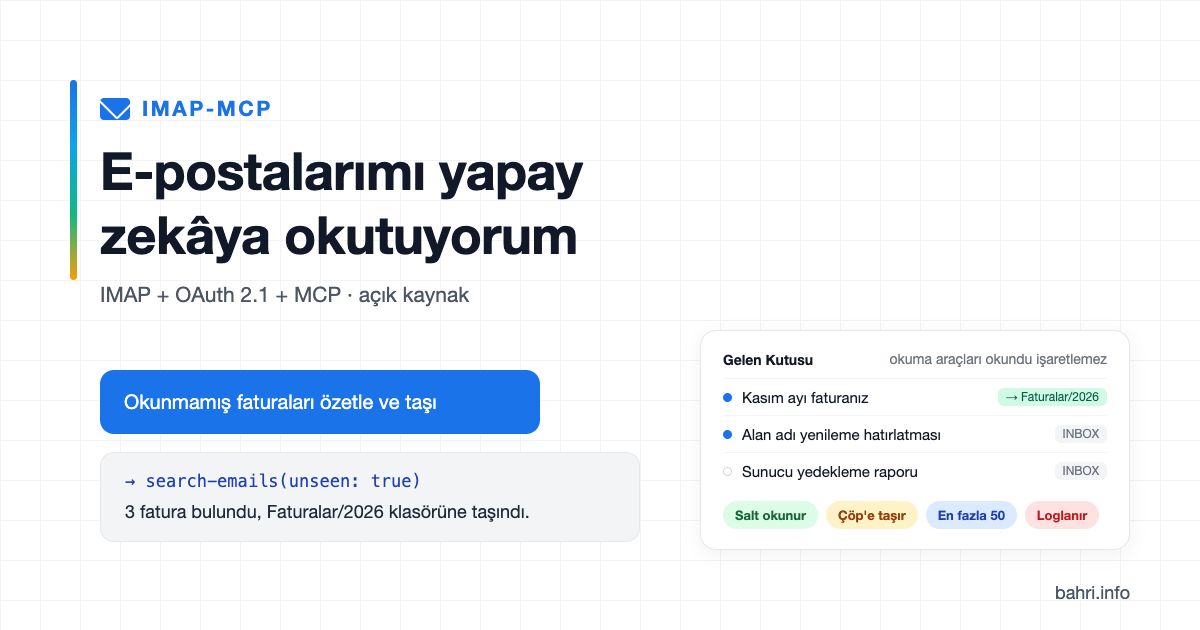 IMAP-MCP
E-postalarımı yapay
zekâya okutuyorum
IMAP + OAuth 2.1 + MCP · açık kaynak
Okunmamış faturaları özetle ve taşı
→ search-emails(unseen: true)
3 fatura bulundu, Faturalar/2026 klasörüne taşındı.
Gelen Kutusu okuma araçları okundu işaretlemez
Kasım ayı faturanız → Faturalar/2026
Alan adı yenileme hatırlatması INBOX
Sunucu yedekleme raporu INBOX
Salt okunur Çöp'e taşır En fazla 50 Loglanır
bahri.info